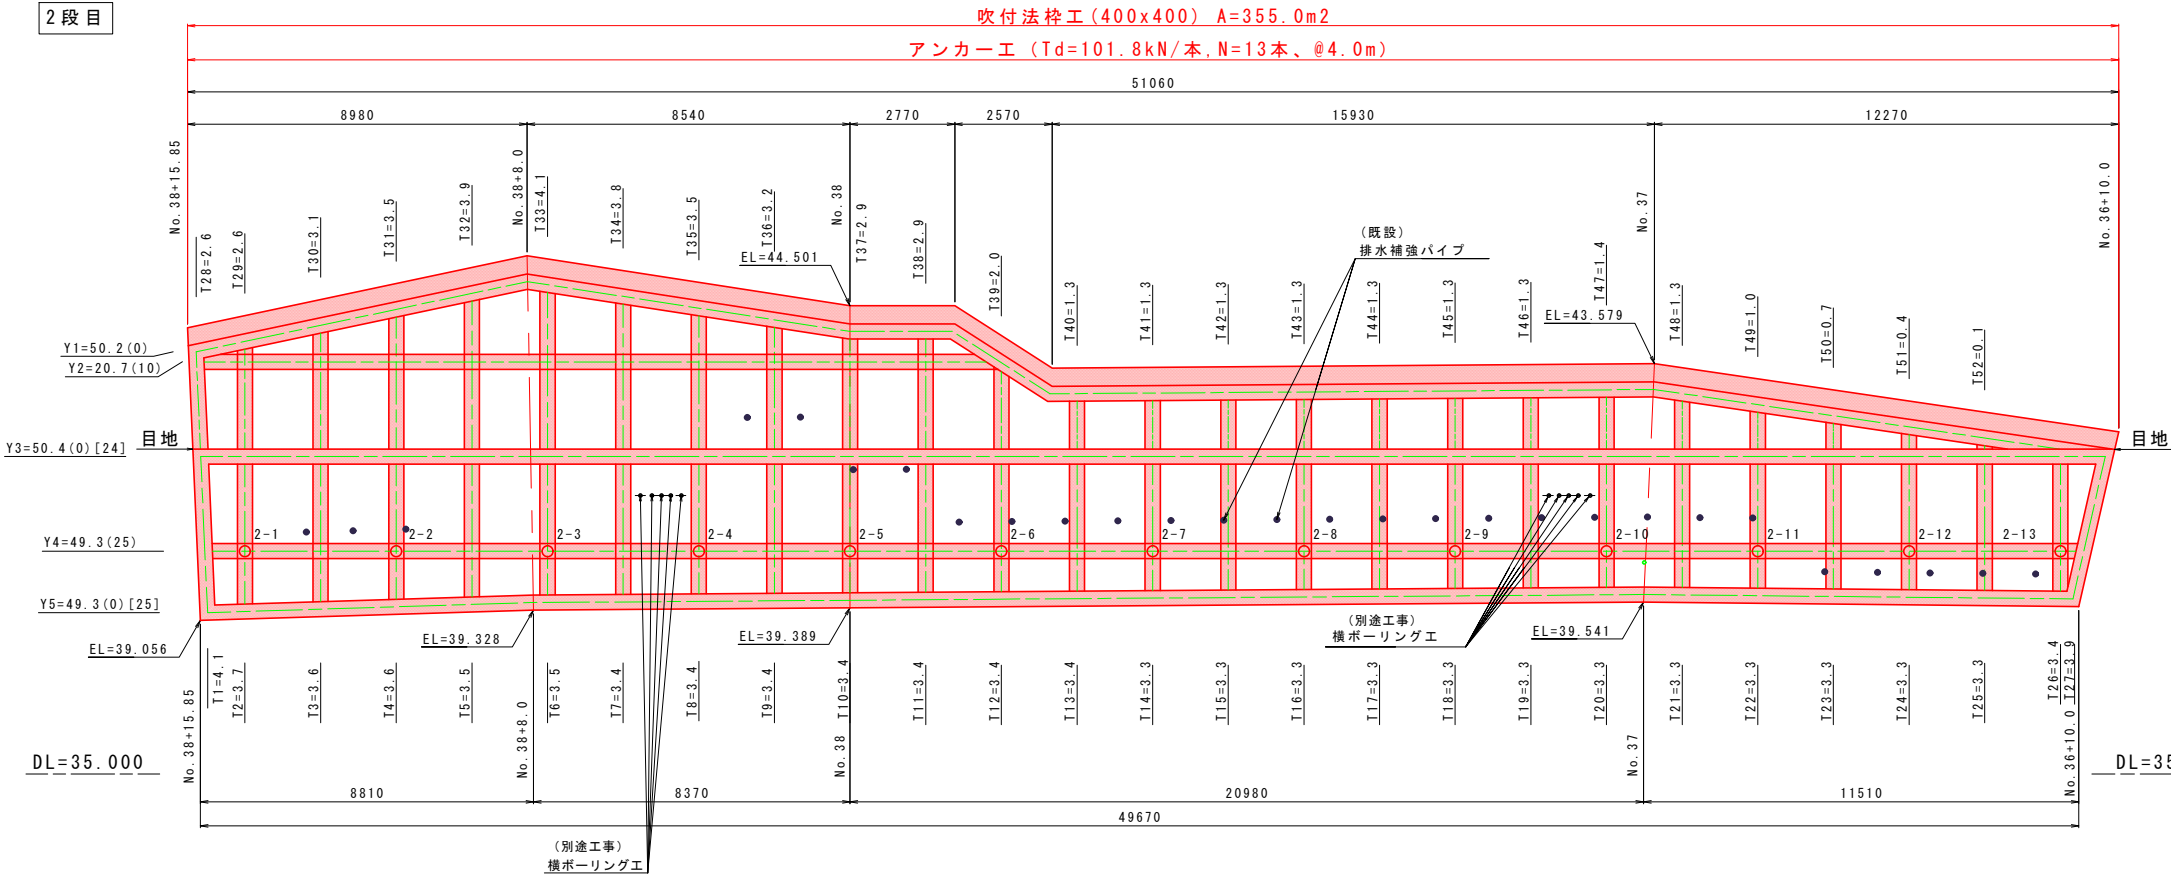 2段目
吹付法枠工(400x400) A=355.0m2
アンカー工 (Td=101.8kN/本,N=13本、@4.0m)
51060
8980
8540
2770
2570
15930
12270
No.38+15.85
No.38+8.0
No.38
No.37
No.36+10.0
T28=2.6
T29=2.6
T30=3.1
T31=3.5
T32=3.9
T33=4.1
T34=3.8
T35=3.5
T36=3.2
T37=2.9
T38=2.9
T39=2.0
T40=1.3
T41=1.3
T42=1.3
T43=1.3
T44=1.3
T45=1.3
T46=1.3
T47=1.4
T48=1.3
T49=1.0
T50=0.7
T51=0.4
T52=0.1
EL=44.501
(既設)
排水補強パイプ
EL=43.579
Y1=50.2(0)
Y2=20.7(10)
目地
Y3=50.4(0)[24]
目地
Y4=49.3(25)
2-1
2-2
2-3
2-4
2-5
2-6
2-7
2-8
2-9
2-10
2-11
2-12
2-13
Y5=49.3(0)[25]
EL=39.056
EL=39.328
EL=39.389
(別途工事)
横ボーリング工
EL=39.541
T1=4.1
T2=3.7
T3=3.6
T4=3.6
T5=3.5
T6=3.5
T7=3.4
T8=3.4
T9=3.4
T10=3.4
T11=3.4
T12=3.4
T13=3.4
T14=3.3
T15=3.3
T16=3.3
T17=3.3
T18=3.3
T19=3.3
T20=3.3
T21=3.3
T22=3.3
T23=3.3
T24=3.3
T25=3.3
T26=3.4
T27=3.9
No.38+15.85
No.38+8.0
No.38
No.37
No.36+10.0
DL=35.000
DL=35
8810
8370
20980
11510
49670
(別途工事)
横ボーリング工